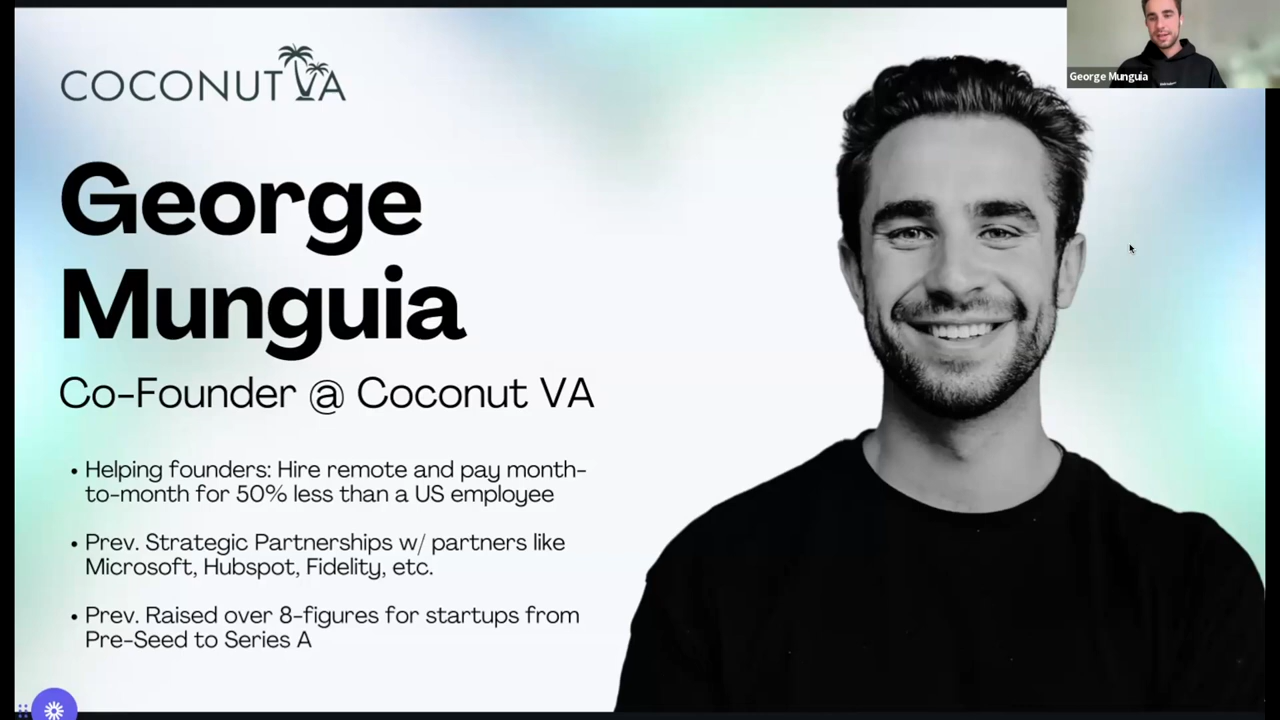 COCONUT VA
George Munguia
George
Munguia
Co-Founder @ Coconut VA
• Helping founders: Hire remote and pay month-
to-month for 50% less than a US employee
• Prev. Strategic Partnerships w/ partners like
Microsoft, Hubspot, Fidelity, etc.
• Prev. Raised over 8-figures for startups from
Pre-Seed to Series A